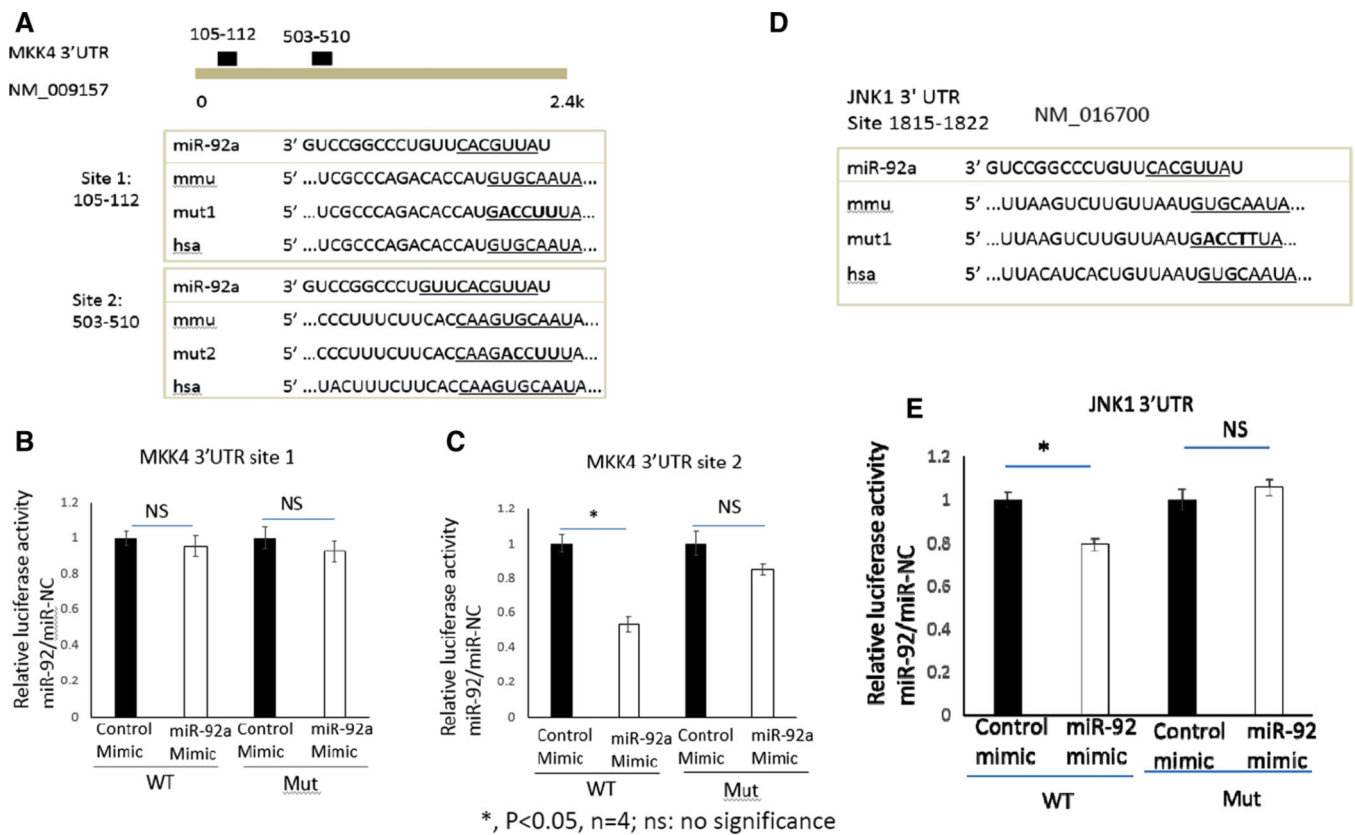 A
105-112
503-510
MKK4 3'UTR
NM_009157
0
2.4k
miR-92a 3' GUCCGGCCCUGUUCACGUUAU
Site 1:
105-112
mmu 5' ...UCGCCCAGACACCAUGUGCAAUA...
mut1 5' ...UCGCCCAGACACCAUGACCUUUA...
hsa 5' ...UCGCCCAGACACCAUGUGCAAUA...
Site 2:
503-510
miR-92a 3' GUCCGGCCCUGUUCACGUUAU
mmu 5' ...CCCUUUCUUCACCAAGUGCAAUA...
mut2 5' ...CCCUUUCUUCACCAAGACCUUUA...
hsa 5' ...UACUUUCUUCACCAAGUGCAAUA...
D
JNK1 3' UTR
Site 1815-1822
NM_016700
miR-92a 3' GUCCGGCCCUGUUCACGUUAU
mmu 5' ...UUAAGUCUUGUUAAUGUGCAAUA...
mut1 5' ...UUAAGUCUUGUUAAUGACCTTUA...
hsa 5' ...UUACAUCACUGUUAAUGUGCAAUA...
B
MKK4 3'UTR site 1
Relative luciferase activity
miR-92/miR-NC
1.2
1
0.8
0.6
0.4
0.2
0
NS
NS
Control
Mimic
miR-92a
Mimic
Control
Mimic
miR-92a
Mimic
WT
Mut
C
MKK4 3'UTR site 2
Relative luciferase activity
miR-92/miR-NC
1.2
1
0.8
0.6
0.4
0.2
0
*
NS
Control
Mimic
miR-92a
Mimic
Control
Mimic
miR-92a
Mimic
WT
Mut
*, P<0.05, n=4; ns: no significance
E
JNK1 3'UTR
Relative luciferase activity
miR-92/miR-NC
1.2
1
0.8
0.6
0.4
0.2
0
*
NS
Control
mimic
miR-92
mimic
Control
mimic
miR-92
mimic
WT
Mut